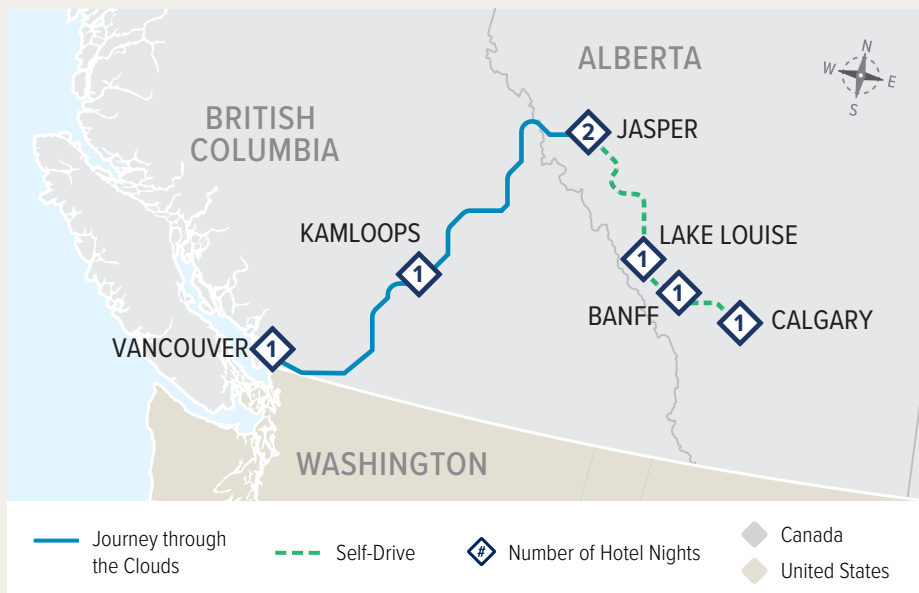 ALBERTA
N
W
E
S
BRITISH
COLUMBIA
2
JASPER
KAMLOOPS
1
LAKE LOUISE
1
BANFF
1
1
CALGARY
VANCOUVER
1
WASHINGTON
Journey through
the Clouds
Self-Drive
#
Number of Hotel Nights
Canada
United States